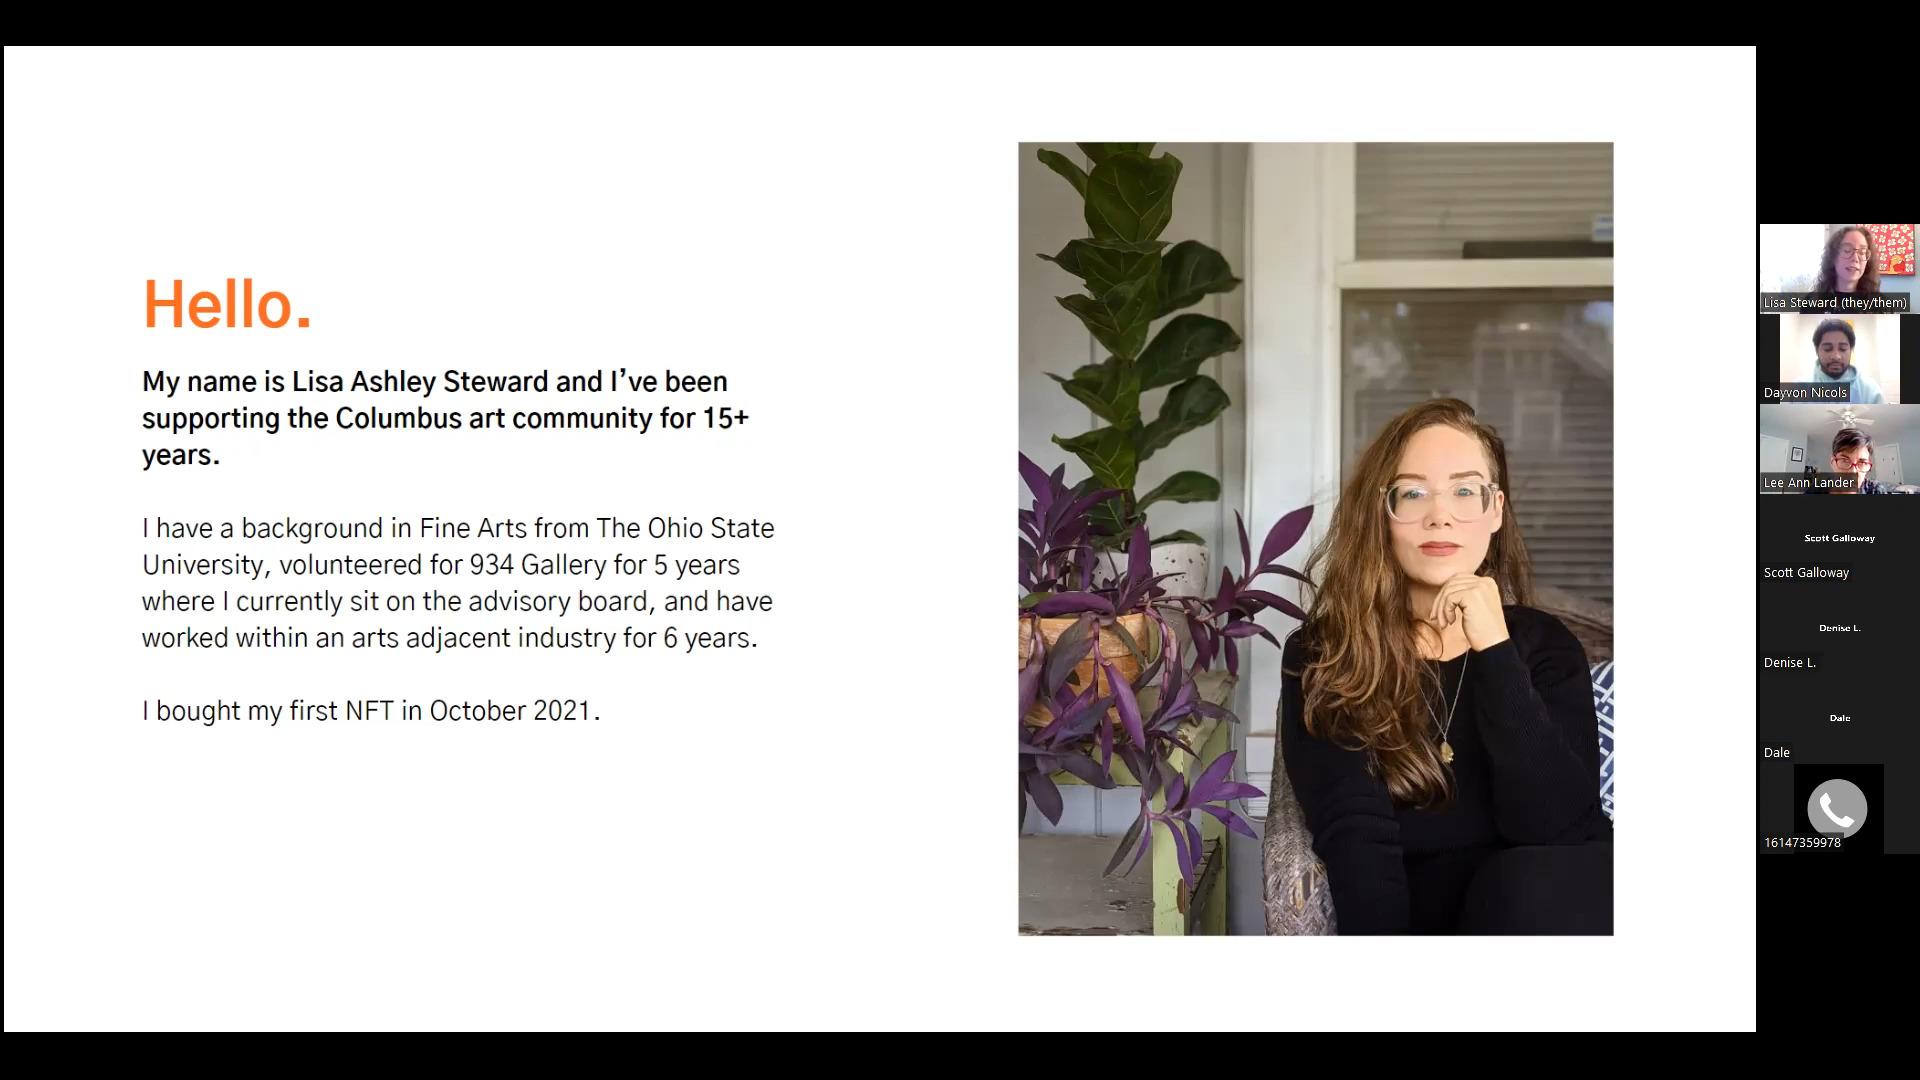 Hello.
My name is Lisa Ashley Steward and I've been
supporting the Columbus art community for 15+
years.
I have a background in Fine Arts from The Ohio State
University, volunteered for 934 Gallery for 5 years
where I currently sit on the advisory board, and have
worked within an arts adjacent industry for 6 years.
I bought my first NFT in October 2021.
Lisa Steward (they/them)
Dayvon Nicols
Lee Ann Lander
Scott Galloway
Scott Galloway
Denise L.
Denise L.
Dale
Dale
16147359978